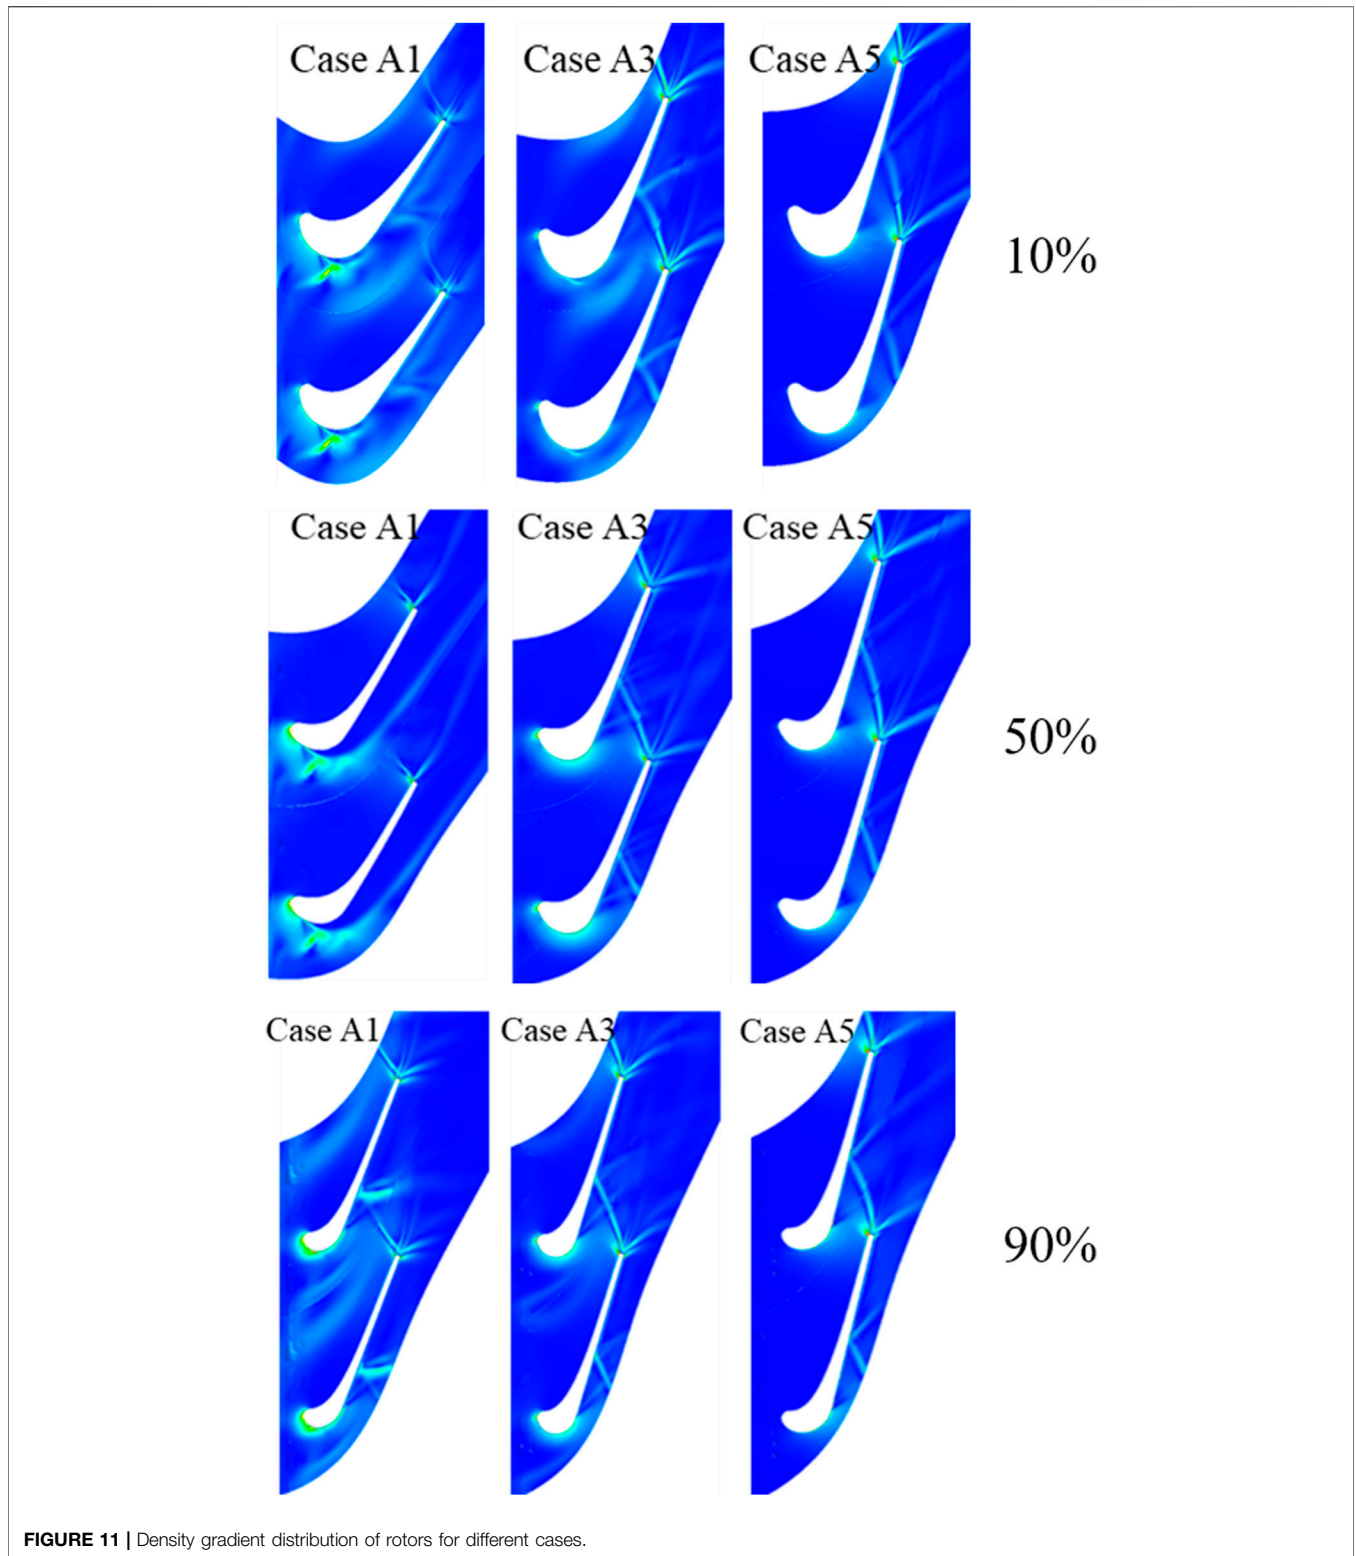 Case A1 Case A3 Case A5
10%
Case A1 Case A3 Case A5
50%
Case A1 Case A3 Case A5
90%
FIGURE 11 | Density gradient distribution of rotors for different cases.